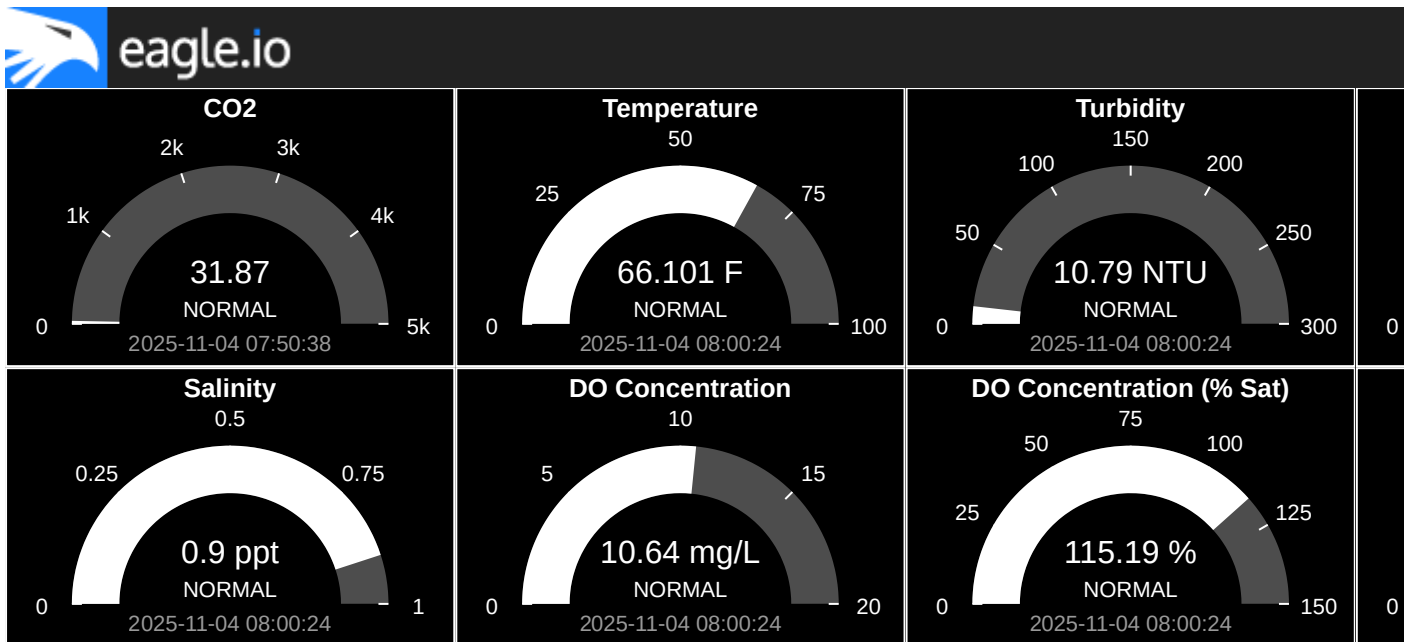 eagle.io
CO2
2k 3k
1k 4k
0 5k
31.87
NORMAL
2025-11-04 07:50:38
Temperature
50
25 75
0 100
66.101 F
NORMAL
2025-11-04 08:00:24
Turbidity
150
100 200
50 250
0 300
10.79 NTU
NORMAL
2025-11-04 08:00:24
0
Salinity
0.5
0.25 0.75
0 1
0.9 ppt
NORMAL
2025-11-04 08:00:24
DO Concentration
10
5 15
0 20
10.64 mg/L
NORMAL
2025-11-04 08:00:24
DO Concentration (% Sat)
75
50 100
25 125
0 150
115.19 %
NORMAL
2025-11-04 08:00:24
0